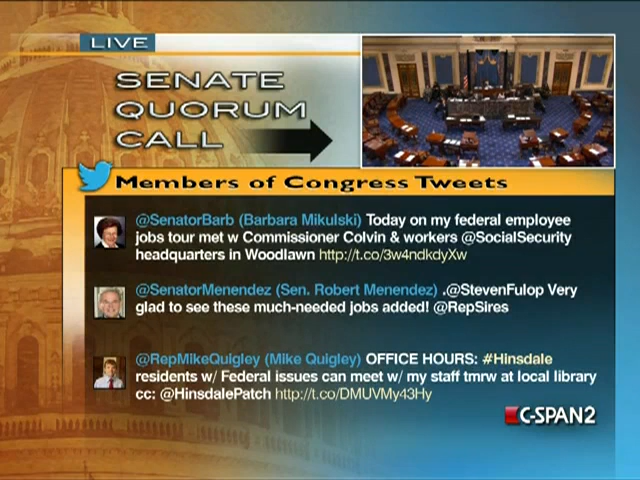 LIVE
SENATE
QUORUM
CALL
Members of Congress Tweets
@SenatorBarb (Barbara Mikulski) Today on my federal employee
jobs tour met w Commissioner Colvin & workers @SocialSecurity
headquarters in Woodlawn http://t.co/3w4ndkdyXw
@SenatorMenendez (Sen. Robert Menendez) .@StevenFulop Very
glad to see these much-needed jobs added! @RepSires
@RepMikeQuigley (Mike Quigley) OFFICE HOURS: #Hinsdale
residents w/ Federal issues can meet w/ my staff tmrw at local library
cc: @HinsdalePatch http://t.co/DMUVMy43Hy
C-SPAN2